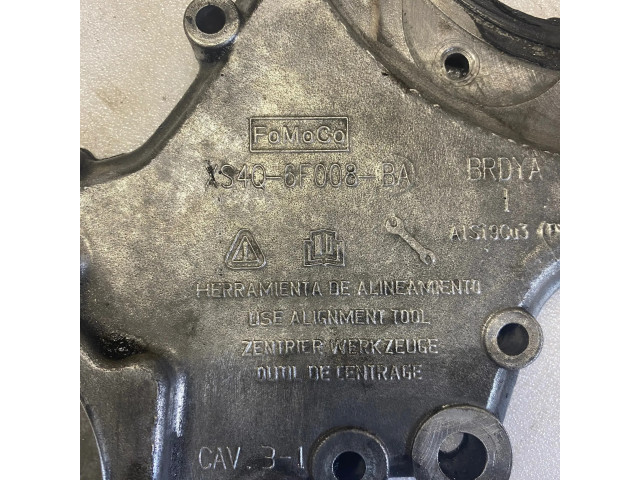 FoMoCo
XS4Q-6F008-BA
BRDYA
1
HERRAMIENTA DE ALINEAMIENTO
USE ALIGNMENT TOOL
ZENTRIER WERKZEUGE
OUTIL DE CENTRAGE
CAV. 3-1